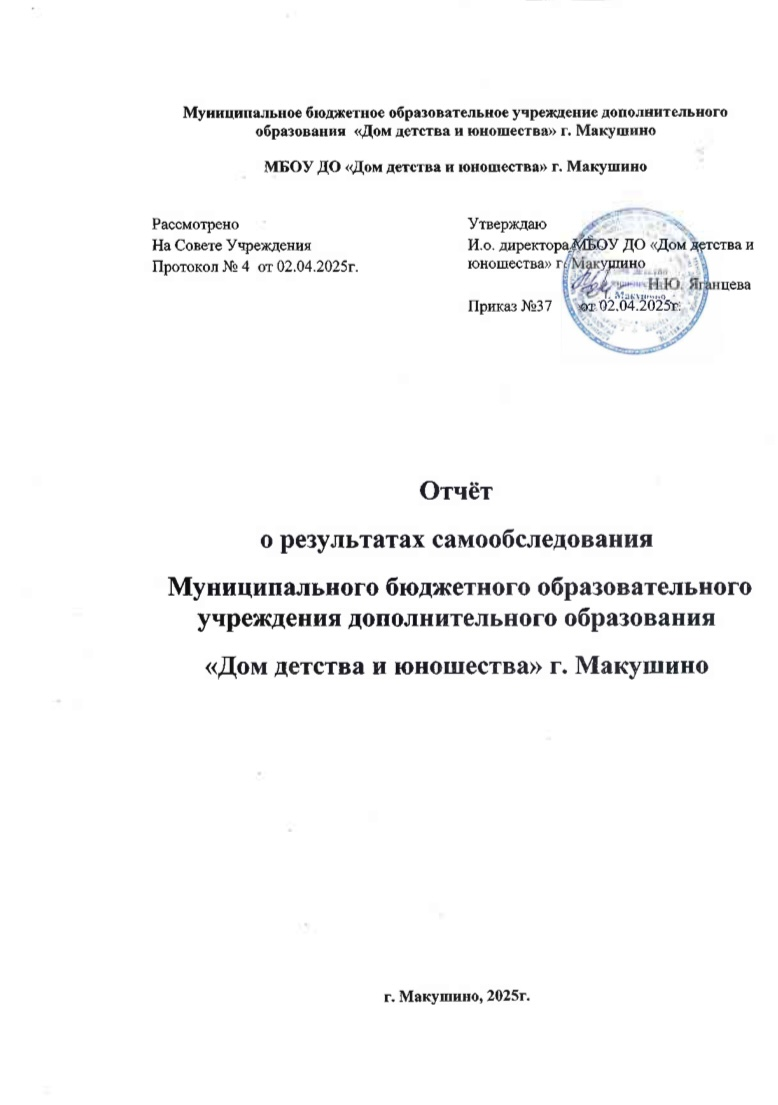 Муниципальное бюджетное образовательное учреждение дополнительного
образования «Дом детства и юношества» г. Макушино
МБОУ ДО «Дом детства и юношества» г. Макушино
Рассмотрено
На Совете Учреждения
Протокол № 4 от 02.04.2025г.
Утверждаю
И.о. директора МБОУ ДО «Дом детства и
юношества» г. Макушино
Н.Ю. Яганцева
г. Макушино
Приказ №37 от 02.04.2025г.
Отчёт
о результатах самообследования
Муниципального бюджетного образовательного
учреждения дополнительного образования
«Дом детства и юношества» г. Макушино
г. Макушино, 2025г.